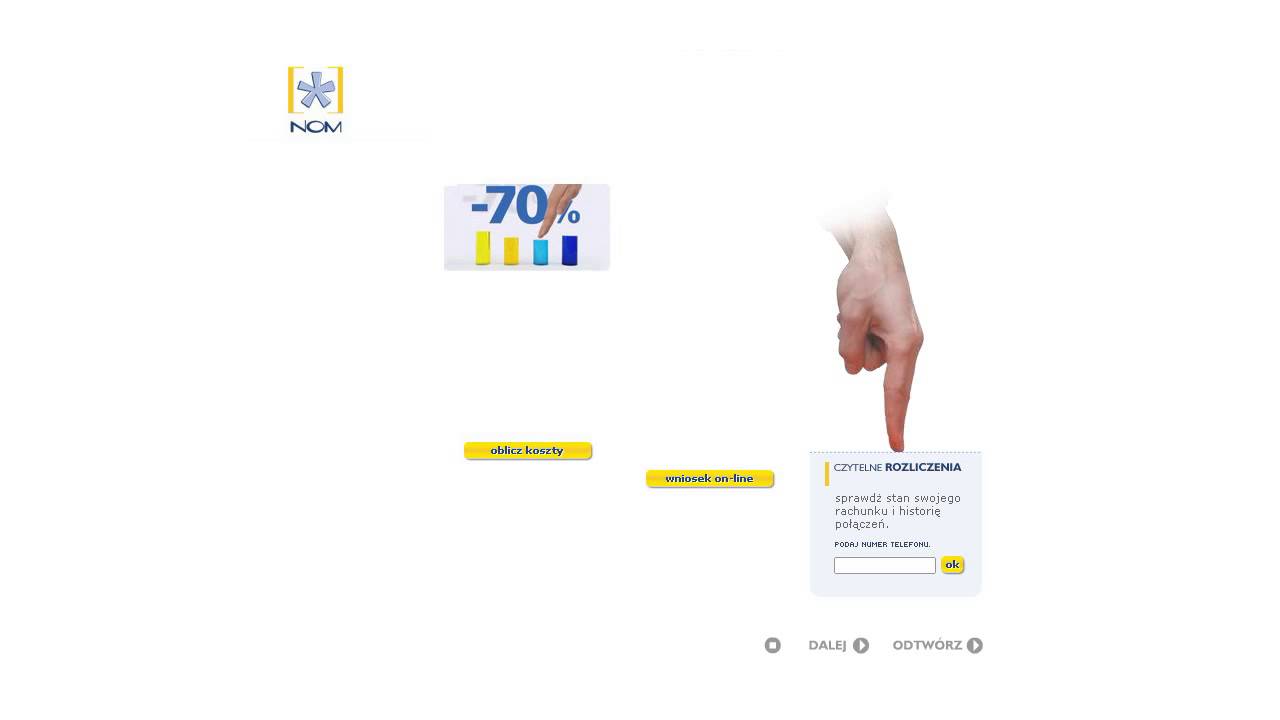 NOM
-70%
oblicz koszty
wniosek on-line
CZYTELNE ROZLICZENIA
sprawdź stan swojego
rachunku i historię
połączeń.
PODAJ NUMER TELEFONU.
ok
DALEJ
ODTWÓRZ